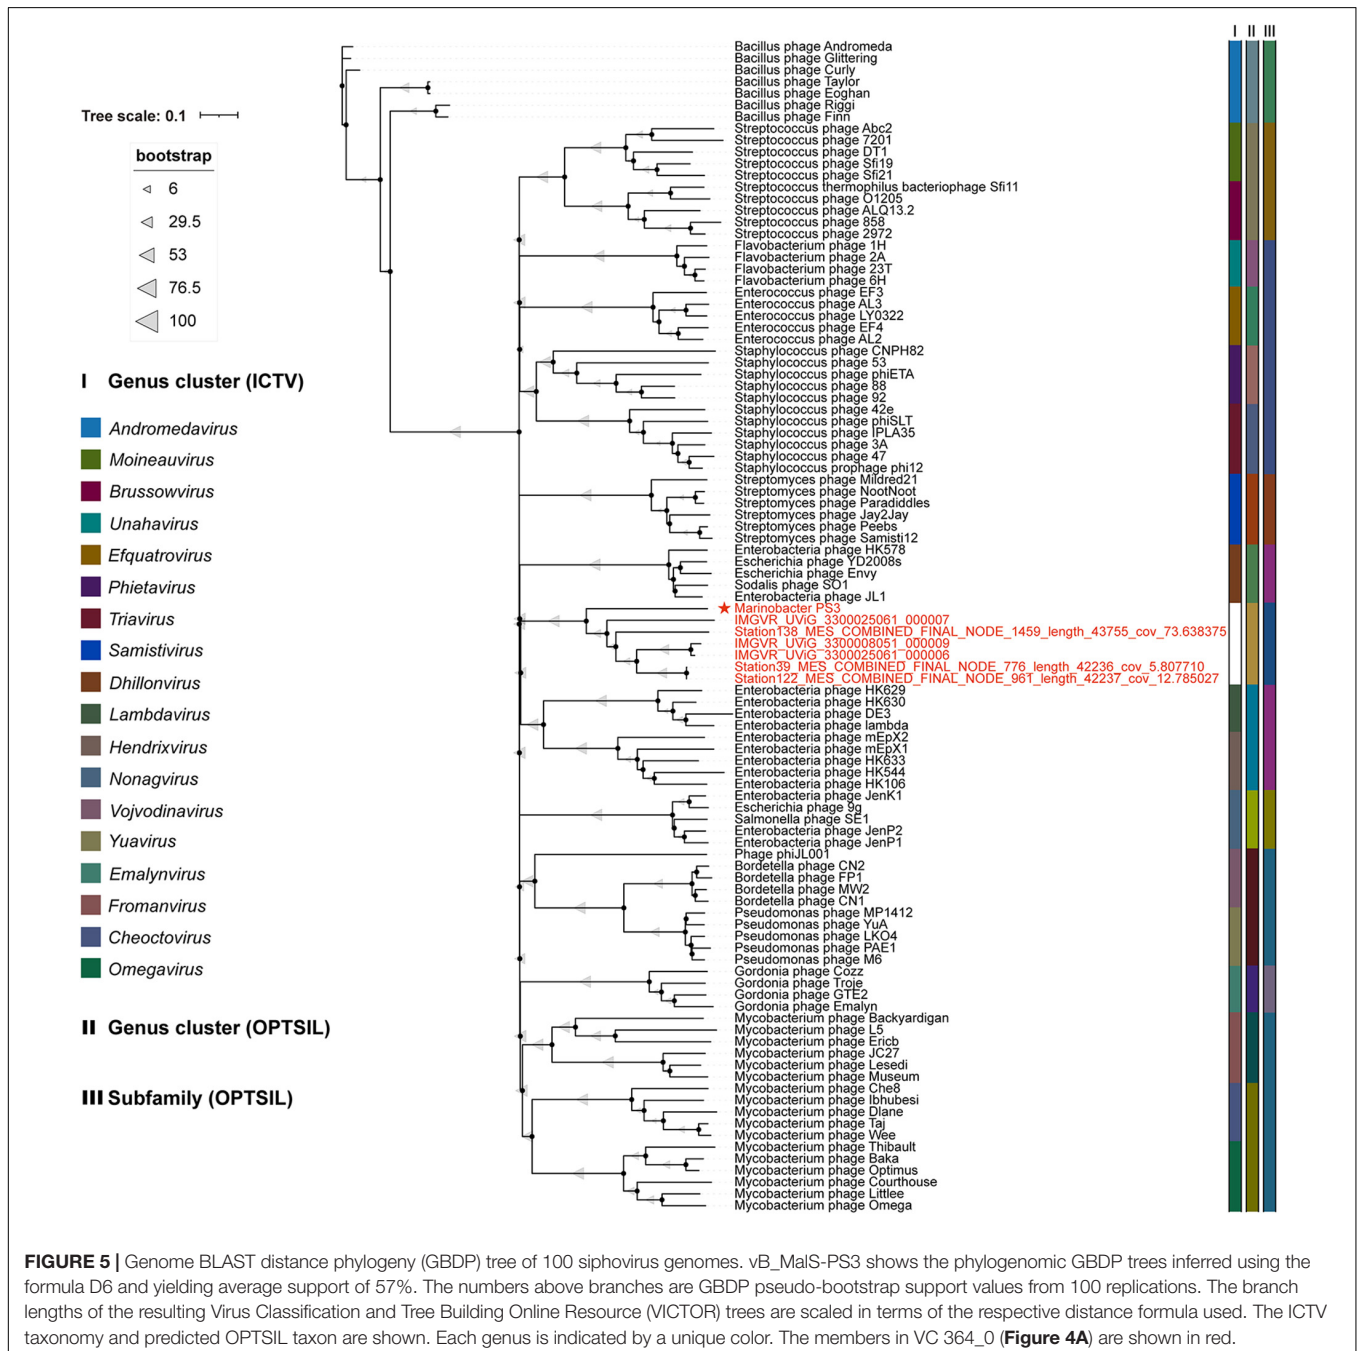 I II III
Tree scale: 0.1
bootstrap
6
29.5
53
76.5
100
I Genus cluster (ICTV)
Andromedavirus
Moineauvirus
Brussowvirus
Unahavirus
Efquatrovirus
Phietavirus
Triavirus
Samistivirus
Dhillonvirus
Lambdavirus
Hendrixvirus
Nonagvirus
Vojvodinavirus
Yuavirus
Emalynvirus
Fromanvirus
Cheoctovirus
Omegavirus
II Genus cluster (OPTSIL)
III Subfamily (OPTSIL)
Bacillus phage Andromeda
Bacillus phage Glittering
Bacillus phage Curly
Bacillus phage Taylor
Bacillus phage Eoghan
Bacillus phage Riggi
Bacillus phage Finn
Streptococcus phage Abc2
Streptococcus phage 7201
Streptococcus phage DT1
Streptococcus phage Sfi19
Streptococcus phage Sfi21
Streptococcus thermophilus bacteriophage Sfi11
Streptococcus phage O1205
Streptococcus phage ALQ13.2
Streptococcus phage 858
Streptococcus phage 2972
Flavobacterium phage 1H
Flavobacterium phage 2A
Flavobacterium phage 23T
Flavobacterium phage 6H
Enterococcus phage EF3
Enterococcus phage AL3
Enterococcus phage LY0322
Enterococcus phage EF4
Enterococcus phage AL2
Staphylococcus phage CNPH82
Staphylococcus phage 53
Staphylococcus phage phiETA
Staphylococcus phage 88
Staphylococcus phage 92
Staphylococcus phage 42e
Staphylococcus phage phiSLT
Staphylococcus phage IPLA35
Staphylococcus phage 3A
Staphylococcus phage 47
Staphylococcus prophage phi12
Streptomyces phage Mildred21
Streptomyces phage NootNoot
Streptomyces phage Paradiddles
Streptomyces phage Jay2Jay
Streptomyces phage Peebs
Streptomyces phage Samisti12
Enterobacteria phage HK578
Escherichia phage YD2008s
Escherichia phage Envy
Sodalis phage SO1
Enterobacteria phage JL1
Marinobacter PS3
IMGVR_UViG_3300025061_000007
Station138_MES_COMBINED_FINAL_NODE_1459_length_43755_cov_73.638375
IMGVR_UViG_3300008051_000009
IMGVR_UViG_3300025061_000006
Station39_MES_COMBINED_FINAL_NODE_776_length_42236_cov_5.807710
Station122_MES_COMBINED_FINAL_NODE_961_length_42237_cov_12.785027
Enterobacteria phage HK629
Enterobacteria phage HK630
Enterobacteria phage DE3
Enterobacteria phage lambda
Enterobacteria phage mEpX2
Enterobacteria phage mEpX1
Enterobacteria phage HK633
Enterobacteria phage HK544
Enterobacteria phage HK106
Enterobacteria phage JenK1
Escherichia phage 9g
Salmonella phage SE1
Enterobacteria phage JenP2
Enterobacteria phage JenP1
Phage phiJL001
Bordetella phage CN2
Bordetella phage FP1
Bordetella phage MW2
Bordetella phage CN1
Pseudomonas phage MP1412
Pseudomonas phage YuA
Pseudomonas phage LKO4
Pseudomonas phage PAE1
Pseudomonas phage M6
Gordonia phage Cozz
Gordonia phage Troje
Gordonia phage GTE2
Gordonia phage Emalyn
Mycobacterium phage Backyardigan
Mycobacterium phage L5
Mycobacterium phage Ericb
Mycobacterium phage JC27
Mycobacterium phage Lesedi
Mycobacterium phage Museum
Mycobacterium phage Che8
Mycobacterium phage Ibhubesi
Mycobacterium phage Dlane
Mycobacterium phage Taj
Mycobacterium phage Wee
Mycobacterium phage Thibault
Mycobacterium phage Baka
Mycobacterium phage Optimus
Mycobacterium phage Courthouse
Mycobacterium phage Littlee
Mycobacterium phage Omega
FIGURE 5 | Genome BLAST distance phylogeny (GBDP) tree of 100 siphovirus genomes. vB_MalS-PS3 shows the phylogenomic GBDP trees inferred using the
formula D6 and yielding average support of 57%. The numbers above branches are GBDP pseudo-bootstrap support values from 100 replications. The branch
lengths of the resulting Virus Classification and Tree Building Online Resource (VICTOR) trees are scaled in terms of the respective distance formula used. The ICTV
taxonomy and predicted OPTSIL taxon are shown. Each genus is indicated by a unique color. The members in VC 364_0 (Figure 4A) are shown in red.